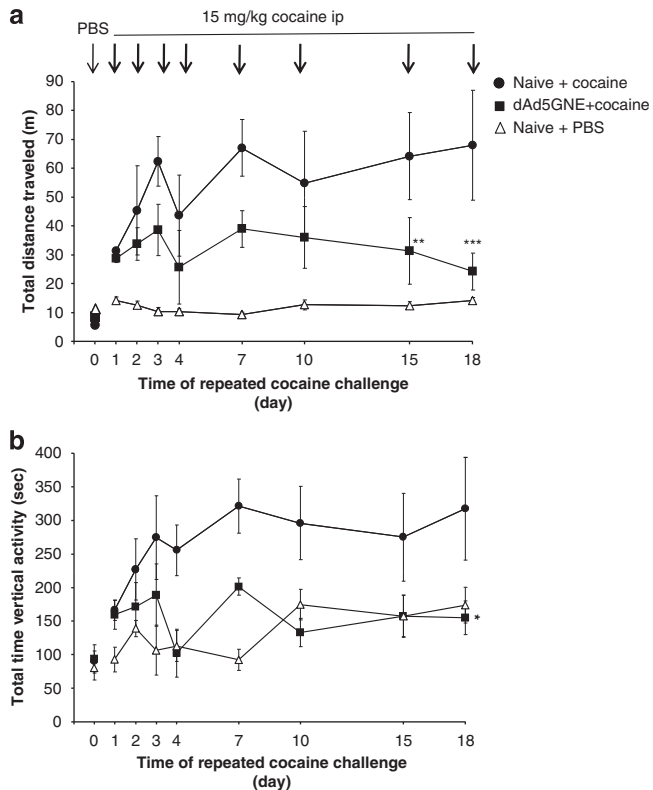 a
PBS
15 mg/kg cocaine ip
90
80
70
60
50
40
30
20
10
0
Total distance traveled (m)
**
***
0 1 2 3 4 7 10 15 18
Time of repeated cocaine challenge
(day)
Naive + cocaine
dAd5GNE+cocaine
Naive + PBS
b
400
350
300
250
200
150
100
50
0
Total time vertical activity (sec)
*
0 1 2 3 4 7 10 15 18
Time of repeated cocaine challenge
(day)